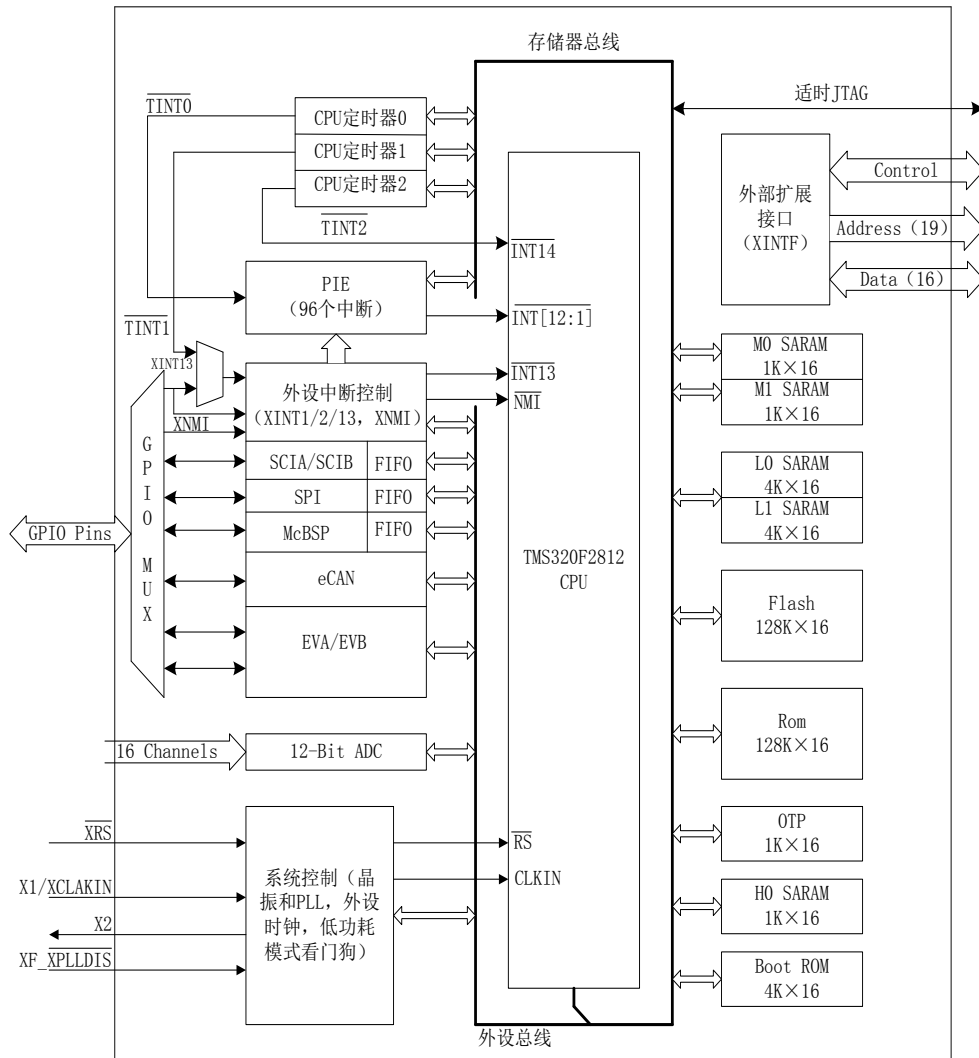 存储器总线
TINT0
CPU定时器0
CPU定时器1
CPU定时器2
TINT2
适时JTAG
外部扩展
接口
(XINTF)
Control
Address（19）
Data（16）
INT14
PIE
（96个中断）
INT[12:1]
TINT1
XINT13
INT13
NMI
外设中断控制
（XINT1/2/13，XNMI）
XNMI
SCIA/SCIB
FIFO
SPI
FIFO
McBSP
FIFO
eCAN
EVA/EVB
GPIO Pins
GPIO MUX
TMS320F2812
CPU
M0 SARAM
1K×16
M1 SARAM
1K×16
L0 SARAM
4K×16
L1 SARAM
4K×16
Flash
128K×16
Rom
128K×16
OTP
1K×16
H0 SARAM
1K×16
Boot ROM
4K×16
16 Channels
12-Bit ADC
XRS
X1/XCLAKIN
X2
XF_XPLLDIS
系统控制（晶
振和PLL，外设
时钟，低功耗
模式看门狗）
RS
CLKIN
外设总线